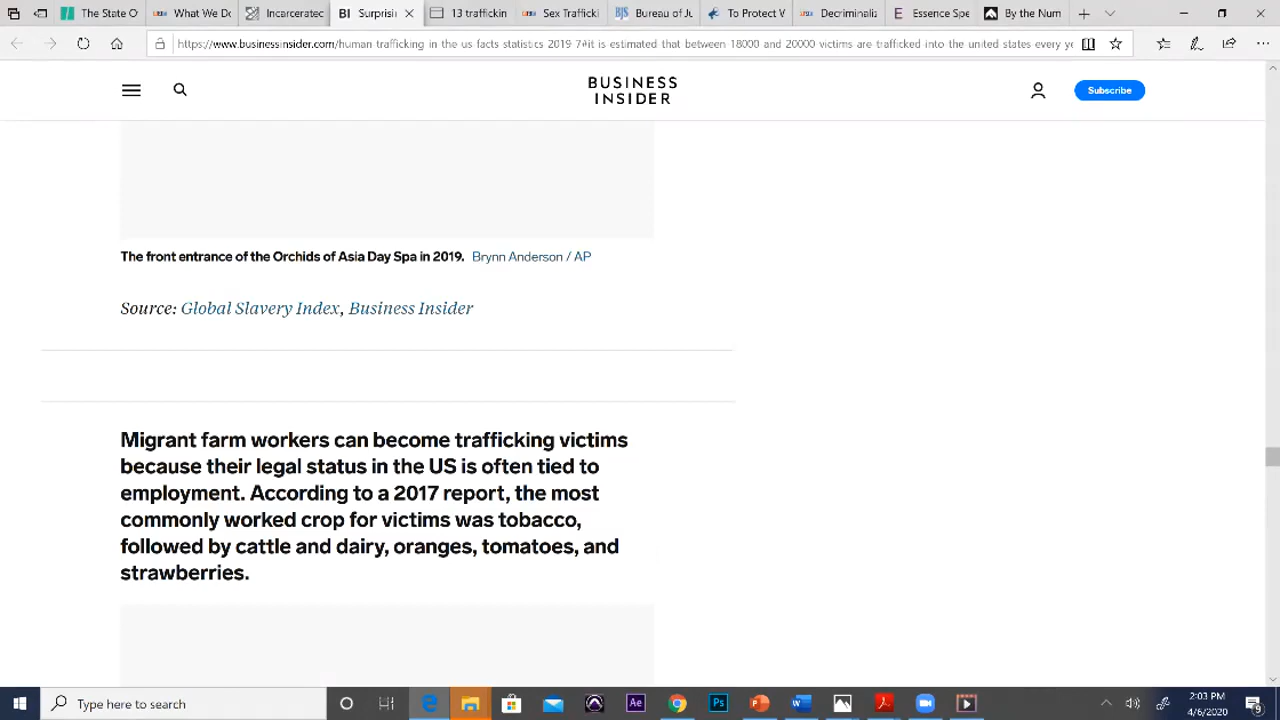 The State O
What We Do
Incarceratec
BI Surprisi
13 traffickin
Sex Traffickii
Bureau of Ju
To Protect V
Decriminaliz
Essence Spe
By the Num
https://www.businessinsider.com/human trafficking in the us facts statistics 2019 7#it is estimated that between 18000 and 20000 victims are trafficked into the united states every ye
BUSINESS
INSIDER
Subscribe
The front entrance of the Orchids of Asia Day Spa in 2019. Brynn Anderson / AP
Source: Global Slavery Index, Business Insider
Migrant farm workers can become trafficking victims
because their legal status in the US is often tied to
employment. According to a 2017 report, the most
commonly worked crop for victims was tobacco,
followed by cattle and dairy, oranges, tomatoes, and
strawberries.
Type here to search
Ae
Ps
2:03 PM
4/6/2020